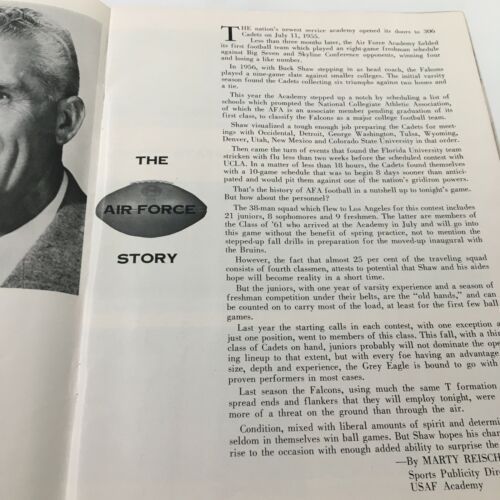 THE
AIR FORCE
STORY
THE nation's newest service academy opened its doors to 306
Cadets on July 11, 1955.
Less than three months later, the Air Force Academy fielded
its first football team which played an eight-game freshman schedule
against Big Seven and Skyline Conference opponents, winning four
and losing a like number.
In 1956, with Buck Shaw stepping in as head coach, the Falcons
played a nine-game slate against smaller colleges. The initial varsity
season found the Cadets collecting six triumphs against two losses and
a tie.
This year the Academy stepped up a notch by scheduling a list of
schools which prompted the National Collegiate Athletic Association,
of which the AFA is an associate member pending graduation of its
first class, to classify the Falcons as a major college football team.
Shaw visualized a tough enough job preparing the Cadets for meet-
ings with Occidental, Detroit, George Washington, Tulsa, Wyoming,
Denver, Utah, New Mexico and Colorado State University in that order.
Then came the turn of events that found the Florida University team
stricken with flu less than two weeks before the scheduled contest with
UCLA. In a matter of less than 18 hours, the Cadets found themselves
with a 10-game schedule that was to begin 8 days sooner than antici-
pated and would pit them against one of the nation's gridiron powers.
That's the history of AFA football in a nutshell up to tonight's game.
But how about the personnel?
The 38-man squad which flew to Los Angeles for this contest includes
21 juniors, 8 sophomores and 9 freshmen. The latter are members of
the Class of '61 who arrived at the Academy in July and will go into
this game without the benefit of spring practice, not to mention the
stepped-up fall drills in preparation for the moved-up inaugural with
the Bruins.
However, the fact that almost 25 per cent of the traveling squad
consists of fourth classmen, attests to potential that Shaw and his aides
hope will become reality in a short time.
But the juniors, with one year of varsity experience and a season of
freshman competition under their belts, are the "old hands," and can
be counted on to carry most of the load, at least for the first few ball
games.
Last year the starting calls in each contest, with one exception a
just one position, went to members of this class. This fall, with a thi
class of Cadets on hand, juniors probably will not dominate the ope
ing lineup to that extent, but with every foe having an advantage
size, depth and experience, the Grey Eagle is bound to go with
proven performers in most cases.
Last season the Falcons, using much the same T formation
spread ends and flankers that they will employ tonight, were
more of a threat on the ground than through the air.
Condition, mixed with liberal amounts of spirit and determi
seldom in themselves win ball games. But Shaw hopes his char
rise to the occasion with enough added ability to surprise the
—By MARTY REISCH
Sports Publicity Dire
USAF Academy